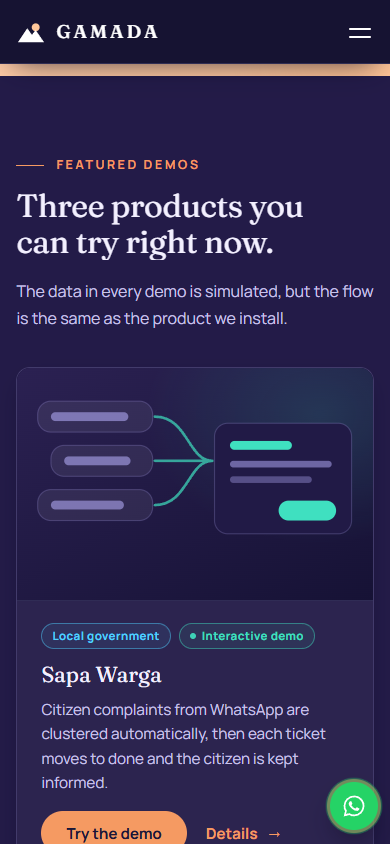 GAMADA
FEATURED DEMOS
Three products you
can try right now.
The data in every demo is simulated, but the flow
is the same as the product we install.
Local government
Interactive demo
Sapa Warga
Citizen complaints from WhatsApp are
clustered automatically, then each ticket
moves to done and the citizen is kept
informed.
Try the demo
Details →